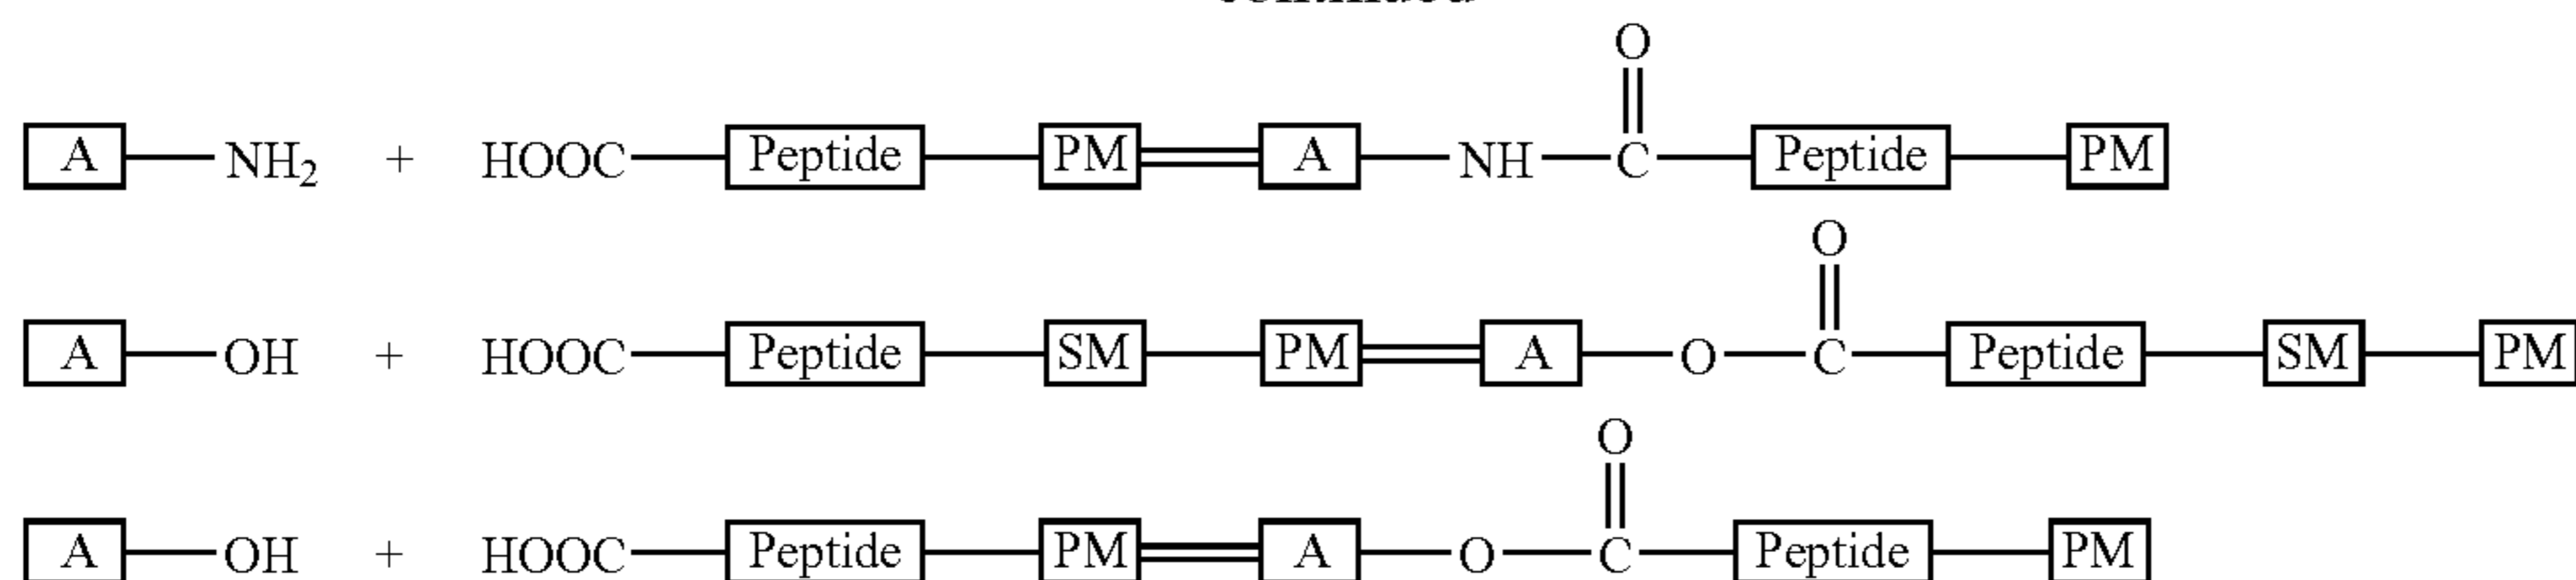 A—NH₂ + HOOC—Peptide—PM═A—NH—C(═O)—Peptide—PM
A—OH + HOOC—Peptide—SM—PM═A—O—C(═O)—Peptide—SM—PM
A—OH + HOOC—Peptide—PM═A—O—C(═O)—Peptide—PM